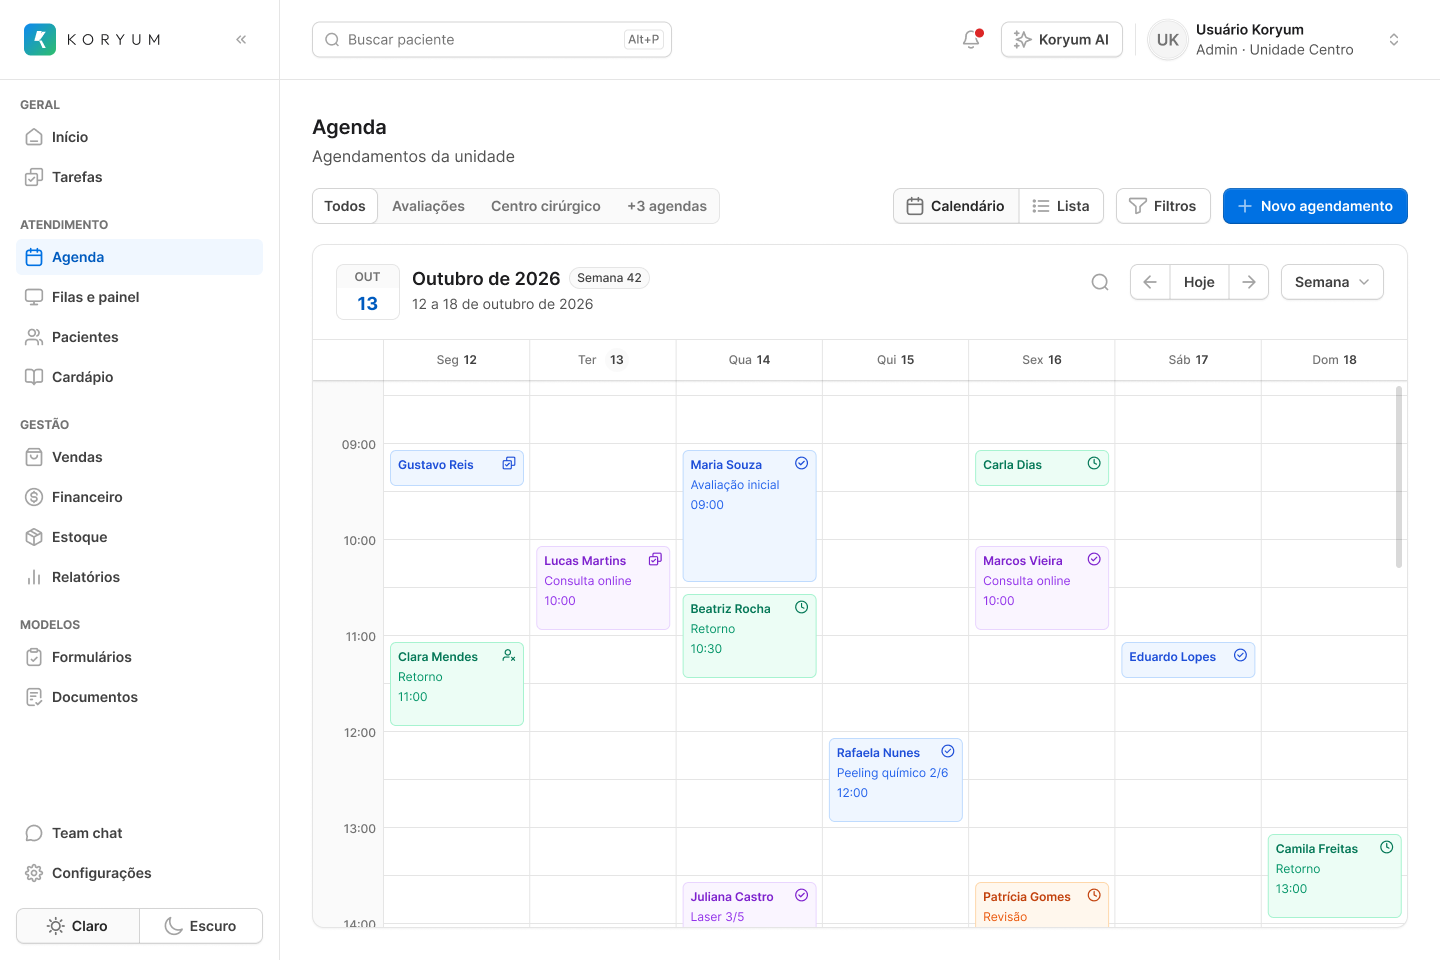 KORYUM
Buscar paciente
Alt+P
Koryum AI
UK
Usuário Koryum
Admin · Unidade Centro
GERAL
Início
Tarefas
ATENDIMENTO
Agenda
Filas e painel
Pacientes
Cardápio
GESTÃO
Vendas
Financeiro
Estoque
Relatórios
MODELOS
Formulários
Documentos
Team chat
Configurações
Claro
Escuro
Agenda
Agendamentos da unidade
Todos
Avaliações
Centro cirúrgico
+3 agendas
Calendário
Lista
Filtros
Novo agendamento
OUT
13
Outubro de 2026
Semana 42
12 a 18 de outubro de 2026
Hoje
Semana
Seg 12
Ter 13
Qua 14
Qui 15
Sex 16
Sáb 17
Dom 18
09:00
10:00
11:00
12:00
13:00
14:00
Gustavo Reis
Clara Mendes
Retorno
11:00
Lucas Martins
Consulta online
10:00
Maria Souza
Avaliação inicial
09:00
Beatriz Rocha
Retorno
10:30
Juliana Castro
Laser 3/5
Rafaela Nunes
Peeling químico 2/6
12:00
Carla Dias
Marcos Vieira
Consulta online
10:00
Patrícia Gomes
Revisão
Eduardo Lopes
Camila Freitas
Retorno
13:00